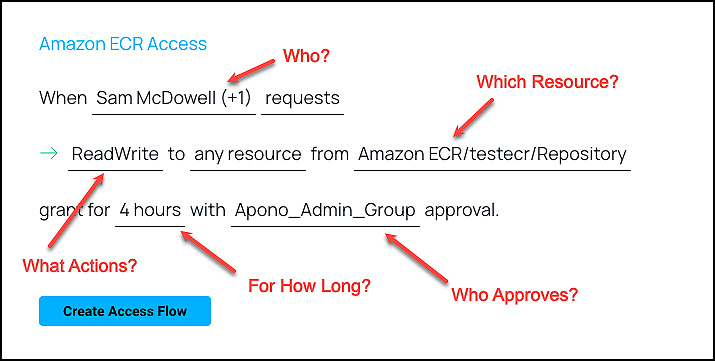 Amazon ECR Access
Who?
When Sam McDowell (+1) requests
Which Resource?
→ ReadWrite to any resource from Amazon ECR/testecr/Repository
grant for 4 hours with Apono_Admin_Group approval.
What Actions?
For How Long?
Who Approves?
Create Access Flow